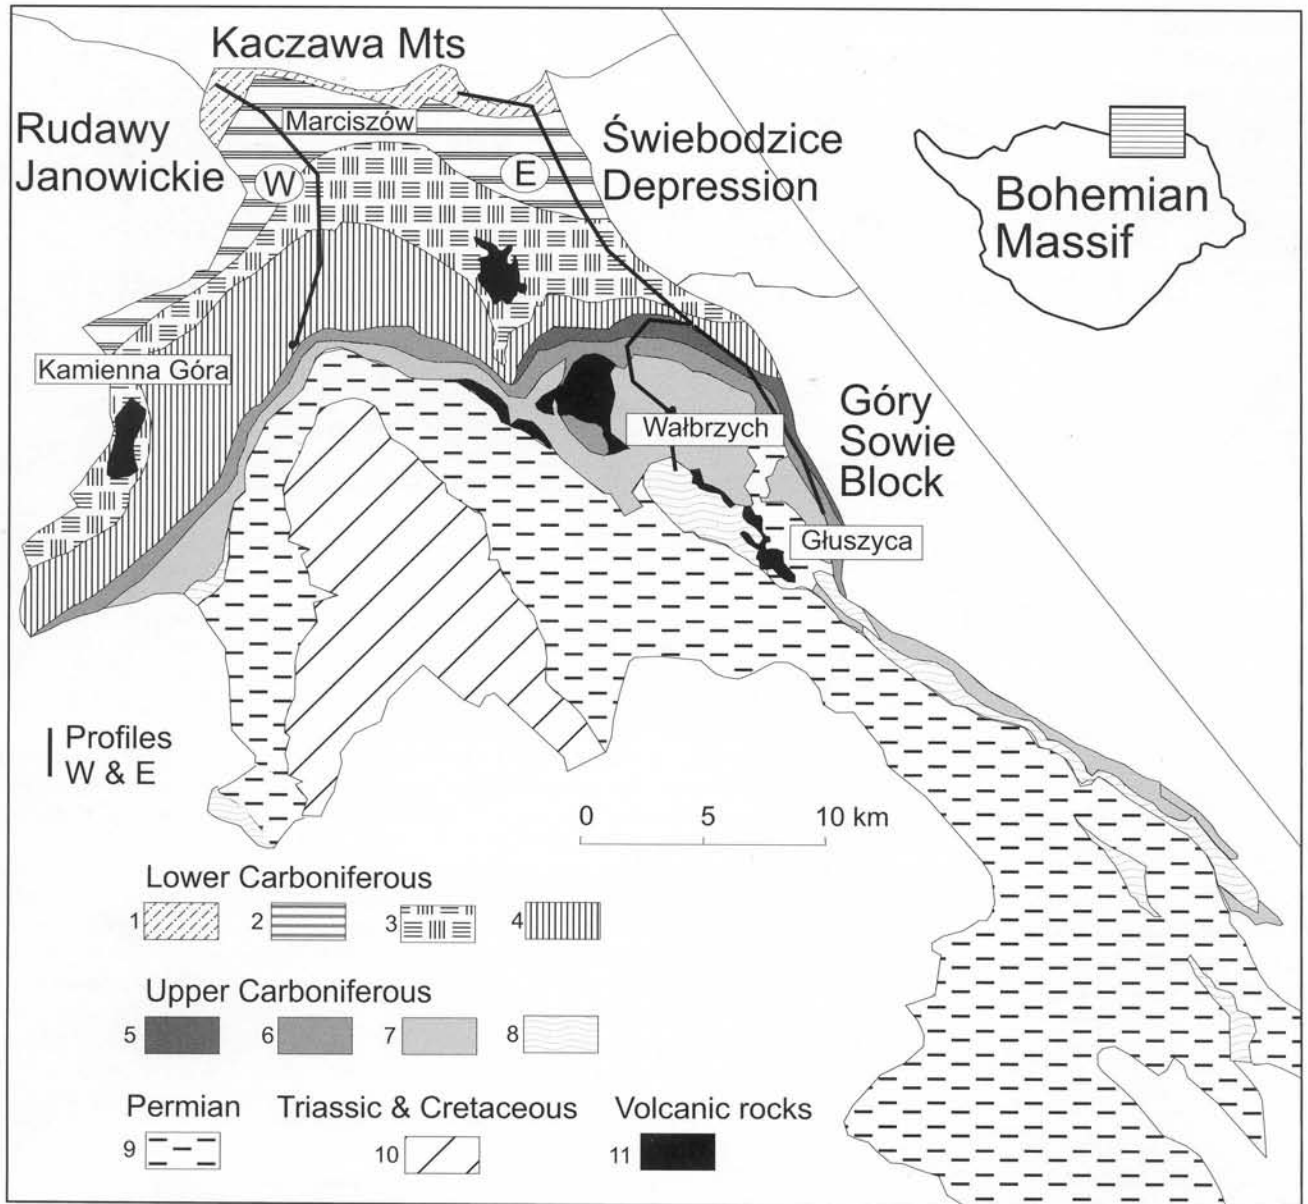 Kaczawa Mts
Rudawy
Janowickie
Marciszów
W
E
Świebodzice
Depression
Bohemian
Massif
Kamienna Góra
Wałbrzych
Góry
Sowie
Block
Głuszyca
Profiles
W & E
0 5 10 km
Lower Carboniferous
1 2 3 4
Upper Carboniferous
5 6 7 8
Permian Triassic & Cretaceous Volcanic rocks
9 10 11